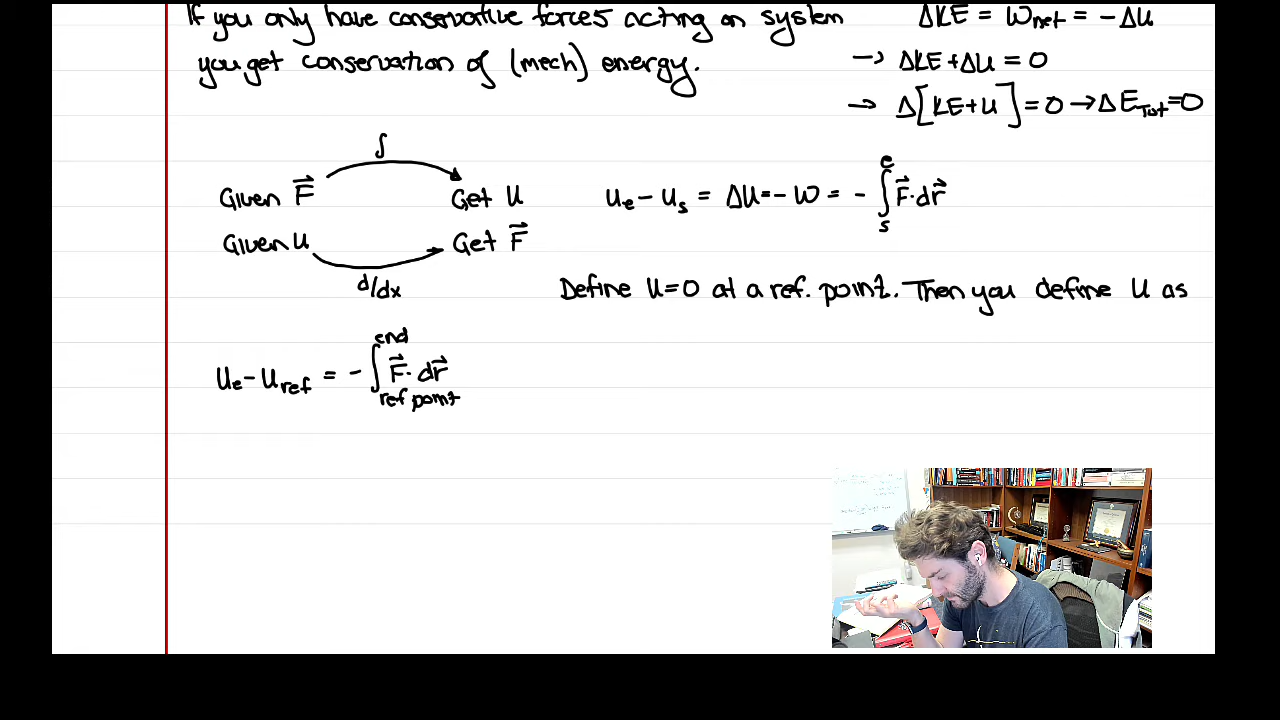 If you only have conservative forces acting on system
you get conservation of (mech) energy.
ΔKE = Wnet = -ΔU
→ ΔKE + ΔU = 0
→ Δ[KE+U] = 0 → ΔE_Tot = 0
∫
Given F⃗ Get U
Given U Get F⃗
d/dx
U_e - U_s = ΔU = -W = -∫_s^e F⃗·dr⃗
Define U=0 at a ref. point. Then you define U as
U_e - U_ref = -∫_ref point^end F⃗·dr⃗